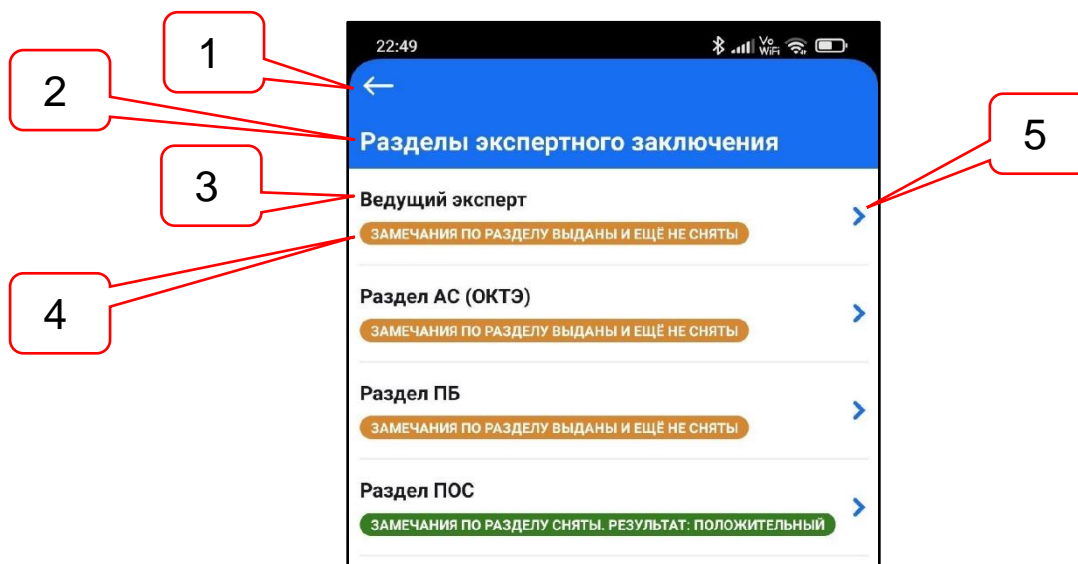 1
22:49
Vo
WiFi
2
Разделы экспертного заключения
5
3
Ведущий эксперт
ЗАМЕЧАНИЯ ПО РАЗДЕЛУ ВЫДАНЫ И ЕЩЁ НЕ СНЯТЫ
4
Раздел АС (ОКТЭ)
ЗАМЕЧАНИЯ ПО РАЗДЕЛУ ВЫДАНЫ И ЕЩЁ НЕ СНЯТЫ
Раздел ПБ
ЗАМЕЧАНИЯ ПО РАЗДЕЛУ ВЫДАНЫ И ЕЩЁ НЕ СНЯТЫ
Раздел ПОС
ЗАМЕЧАНИЯ ПО РАЗДЕЛУ СНЯТЫ. РЕЗУЛЬТАТ: ПОЛОЖИТЕЛЬНЫЙ